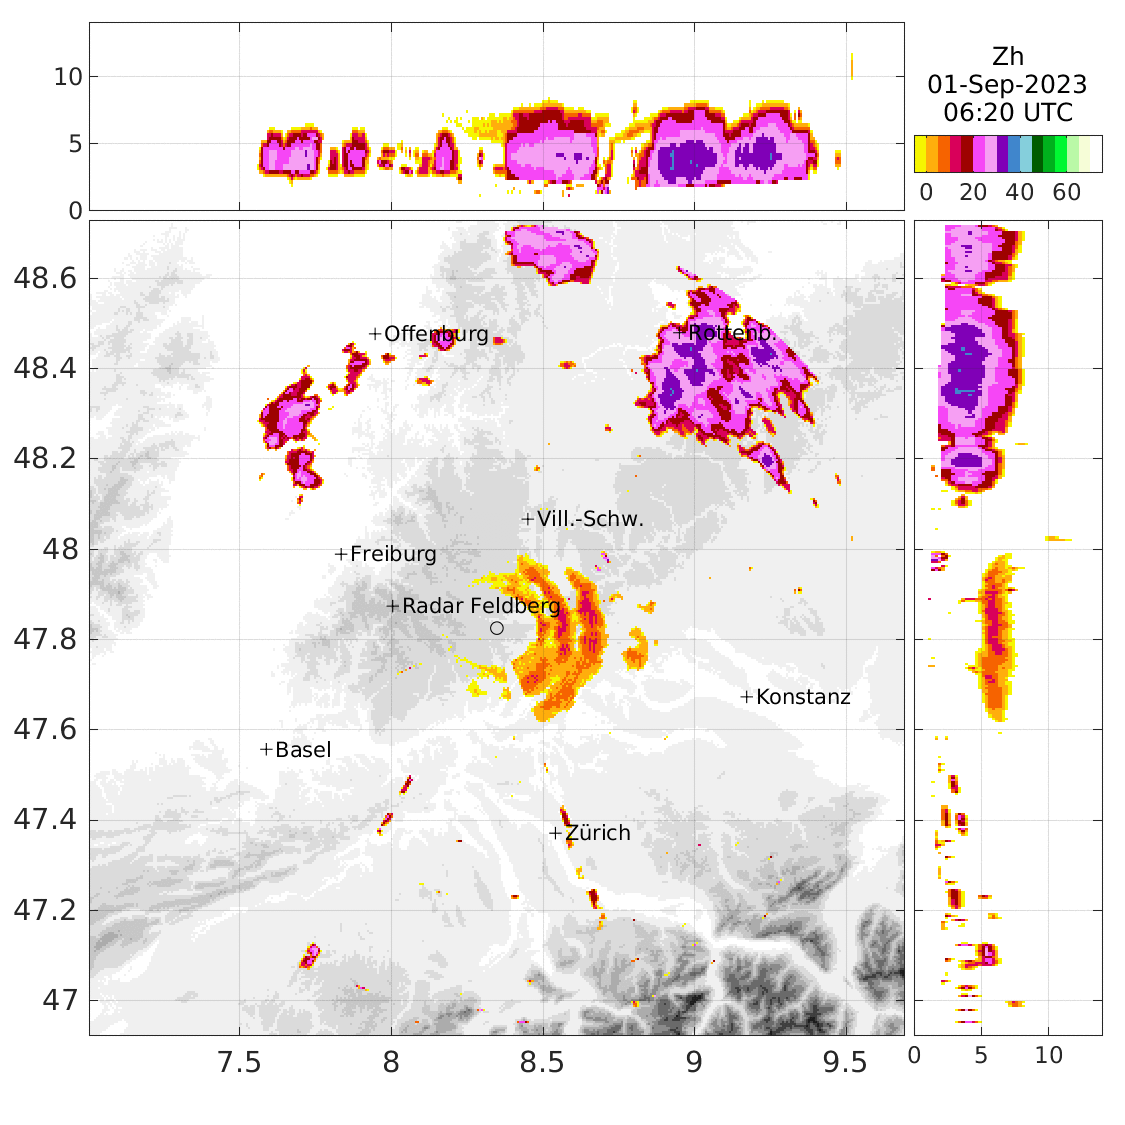 10
5
0
Zh
01-Sep-2023
06:20 UTC
0 20 40 60
48.6
48.4
48.2
48
47.8
47.6
47.4
47.2
47
Offenburg
Rottenb.
Vill.-Schw.
Freiburg
Radar Feldberg
Konstanz
Basel
Zürich
7.5 8 8.5 9 9.5
0 5 10